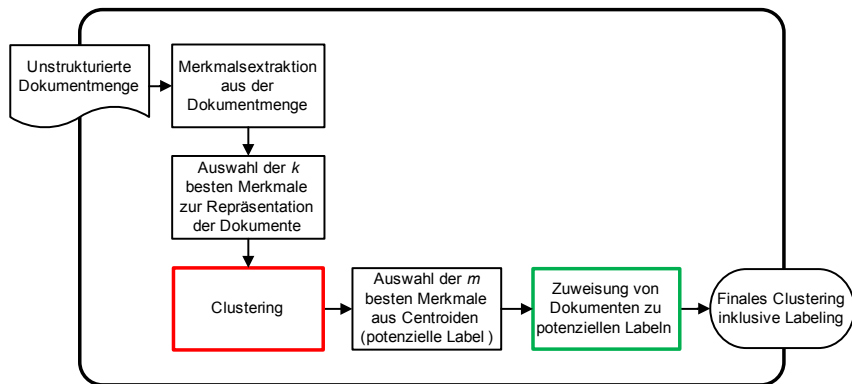 Unstrukturierte
Dokumentmenge
Merkmalsextraktion
aus der
Dokumentmenge
Auswahl der k
besten Merkmale
zur Repräsentation
der Dokumente
Clustering
Auswahl der m
besten Merkmale
aus Centroiden
(potenzielle Label )
Zuweisung von
Dokumenten zu
potenziellen Labeln
Finales Clustering
inklusive Labeling